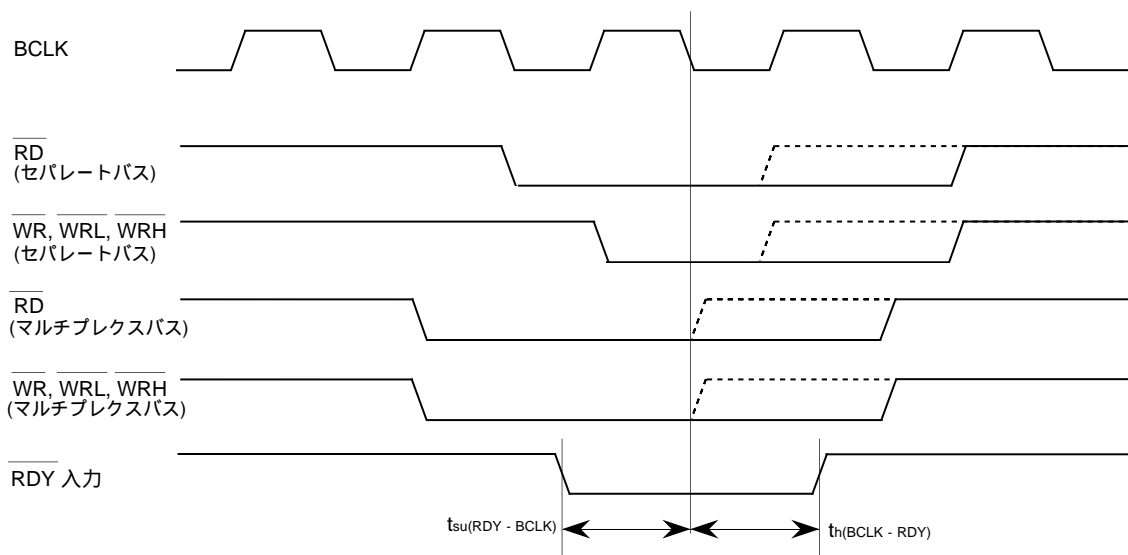 BCLK
RD
(セパレートバス)
WR, WRL, WRH
(セパレートバス)
RD
(マルチプレクスバス)
WR, WRL, WRH
(マルチプレクスバス)
RDY 入力
tsu(RDY - BCLK)
th(BCLK - RDY)